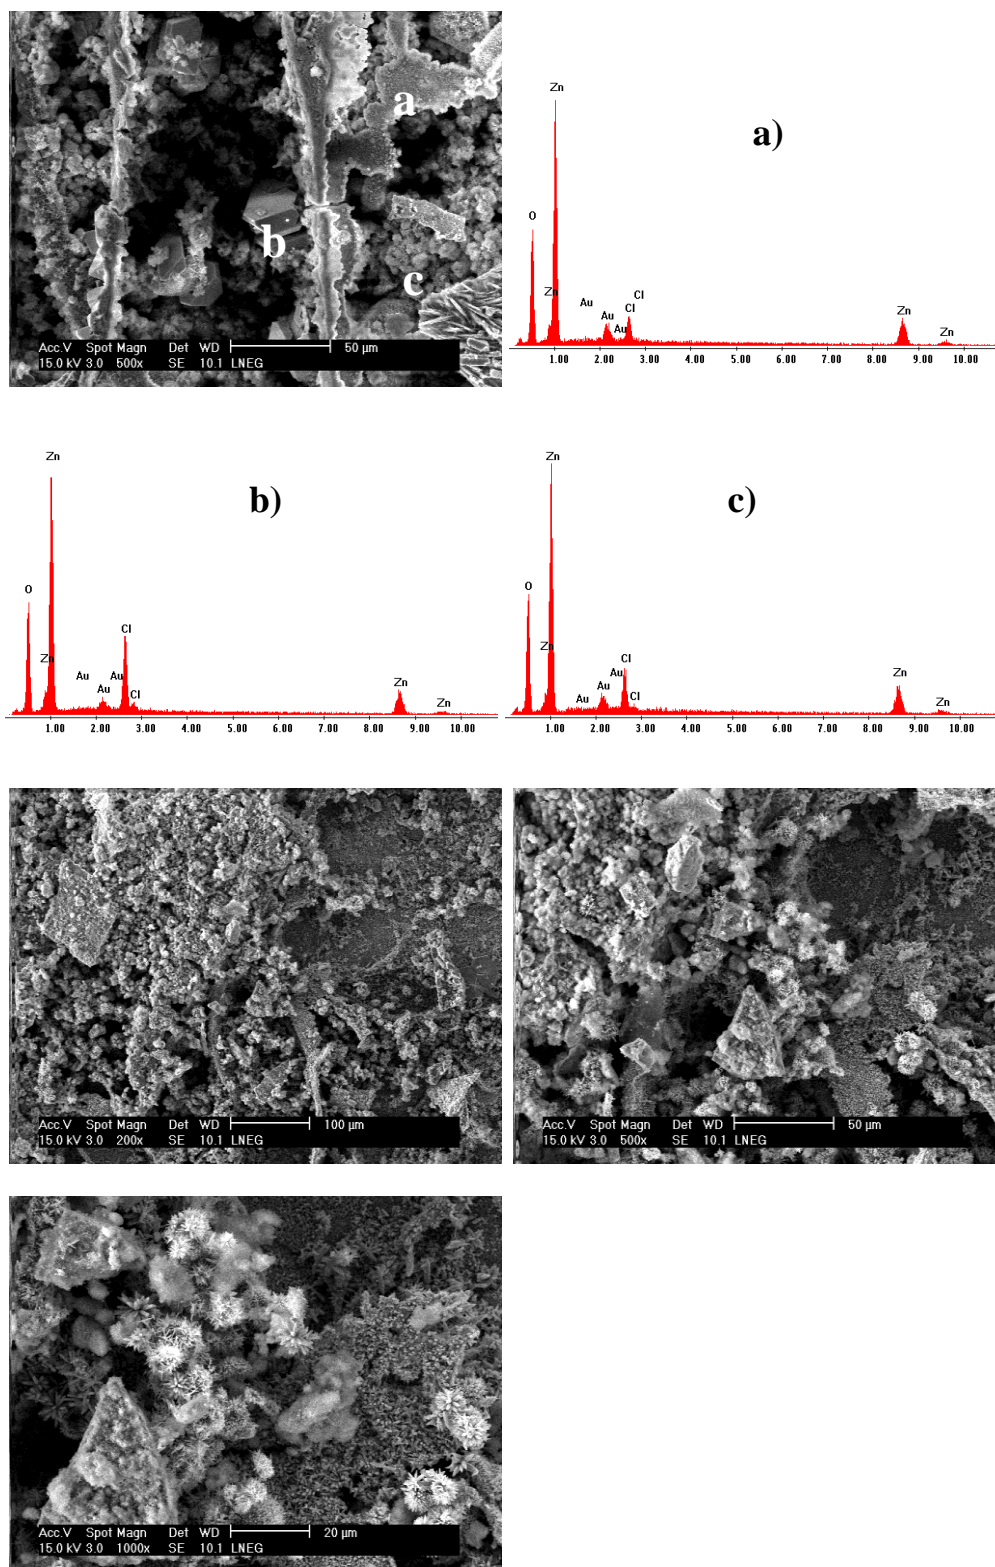 a
b
c
Acc.V Spot Magn Det WD 50 µm
15.0 kV 3.0 500x SE 10.1 LNEG
a)
Zn
O
Zn
Au
Au
Au
Cl
Cl
Zn
Zn
1.00 2.00 3.00 4.00 5.00 6.00 7.00 8.00 9.00 10.00
b)
Zn
O
Zn
Au
Au
Au
Cl
Cl
Zn
Zn
1.00 2.00 3.00 4.00 5.00 6.00 7.00 8.00 9.00 10.00
c)
Zn
O
Zn
Au
Au
Au
Cl
Cl
Zn
Zn
1.00 2.00 3.00 4.00 5.00 6.00 7.00 8.00 9.00 10.00
Acc.V Spot Magn Det WD 100 µm
15.0 kV 3.0 200x SE 10.1 LNEG
Acc.V Spot Magn Det WD 50 µm
15.0 kV 3.0 500x SE 10.1 LNEG
Acc.V Spot Magn Det WD 20 µm
15.0 kV 3.0 1000x SE 10.1 LNEG